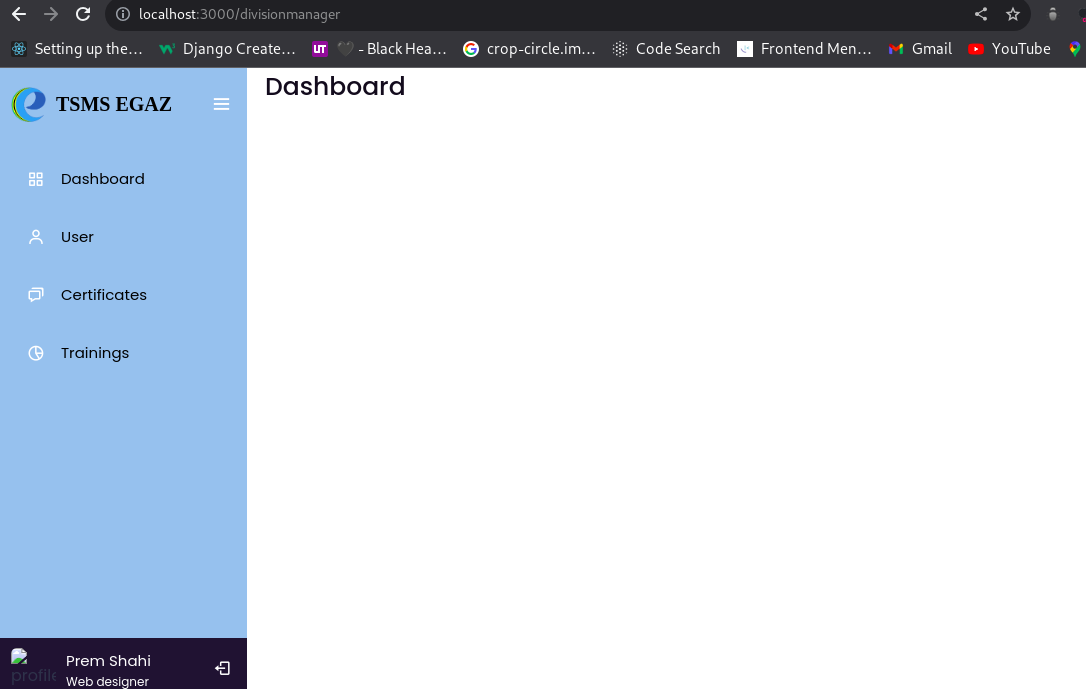 localhost:3000/divisionmanager
Setting up the... Django Create... UT 🖤 - Black Hea... crop-circle.im... Code Search Frontend Men... Gmail YouTube
TSMS EGAZ
Dashboard
Dashboard
User
Certificates
Trainings
profile
Prem Shahi
Web designer